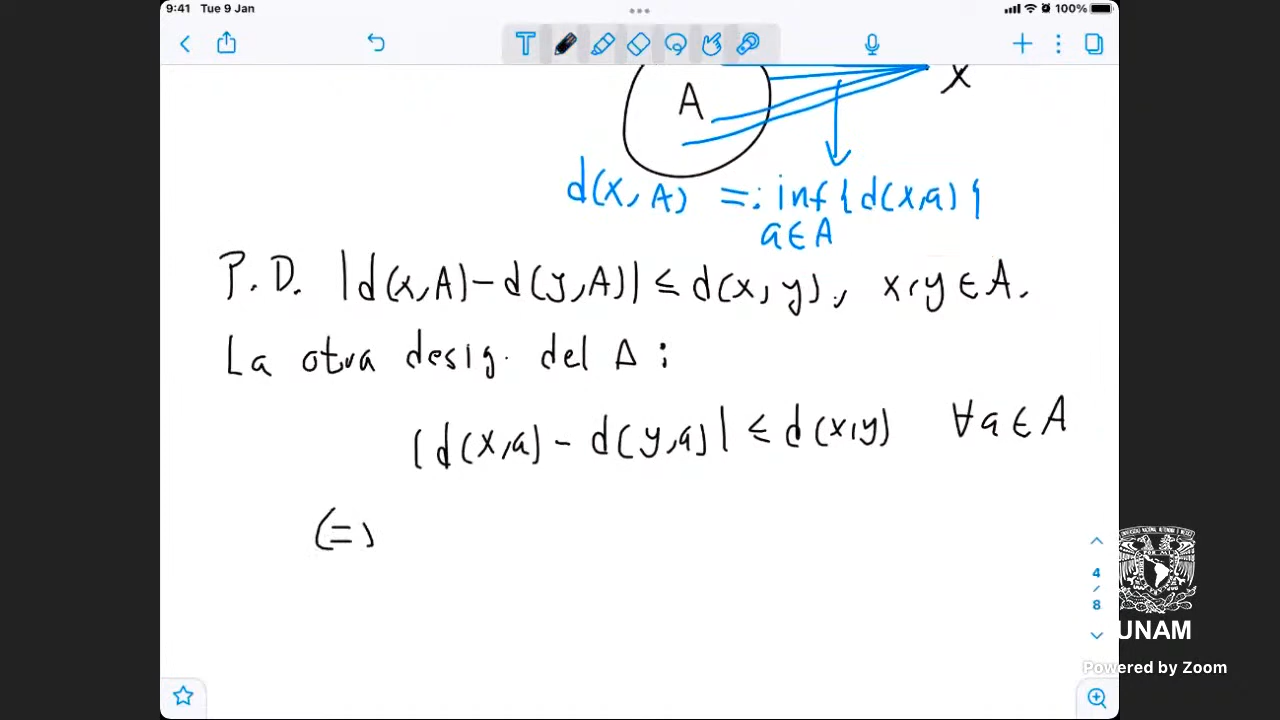 9:41 Tue 9 Jan 100%
T
A x
d(x, A) =: inf{d(x,a)}
a∈A
P.D. |d(x,A)-d(y,A)| ≤ d(x,y)., x,y ∈ A.
La otra desig. del Δ:
|d(x,a) - d(y,a)| ≤ d(x,y) ∀a ∈ A
(=)
4
/
8
UNAM
Powered by Zoom